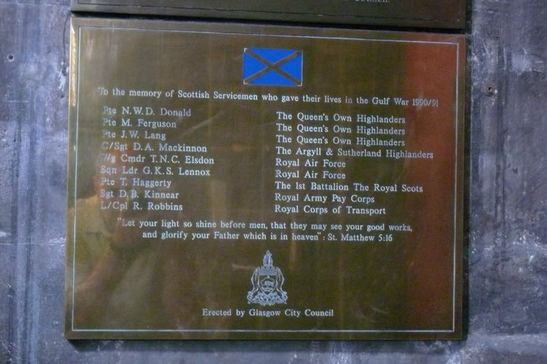 Council.
To the memory of Scottish Servicemen who gave their lives in the Gulf War 1990/91
Pte N.W.D. Donald The Queen's Own Highlanders
Pte M. Ferguson The Queen's Own Highlanders
Pte J.W. Lang The Queen's Own Highlanders
C/Sgt D.A. Mackinnon The Argyll & Sutherland Highlanders
Wg Cmdr T.N.C. Elsdon Royal Air Force
Sqn Ldr G.K.S. Lennox Royal Air Force
Pte T. Haggerty The 1st Battalion The Royal Scots
Sgt D.B. Kinnear Royal Army Pay Corps
L/Cpl R. Robbins Royal Corps of Transport
"Let your light so shine before men, that they may see your good works,
and glorify your Father which is in heaven": St. Matthew 5:16
Erected by Glasgow City Council